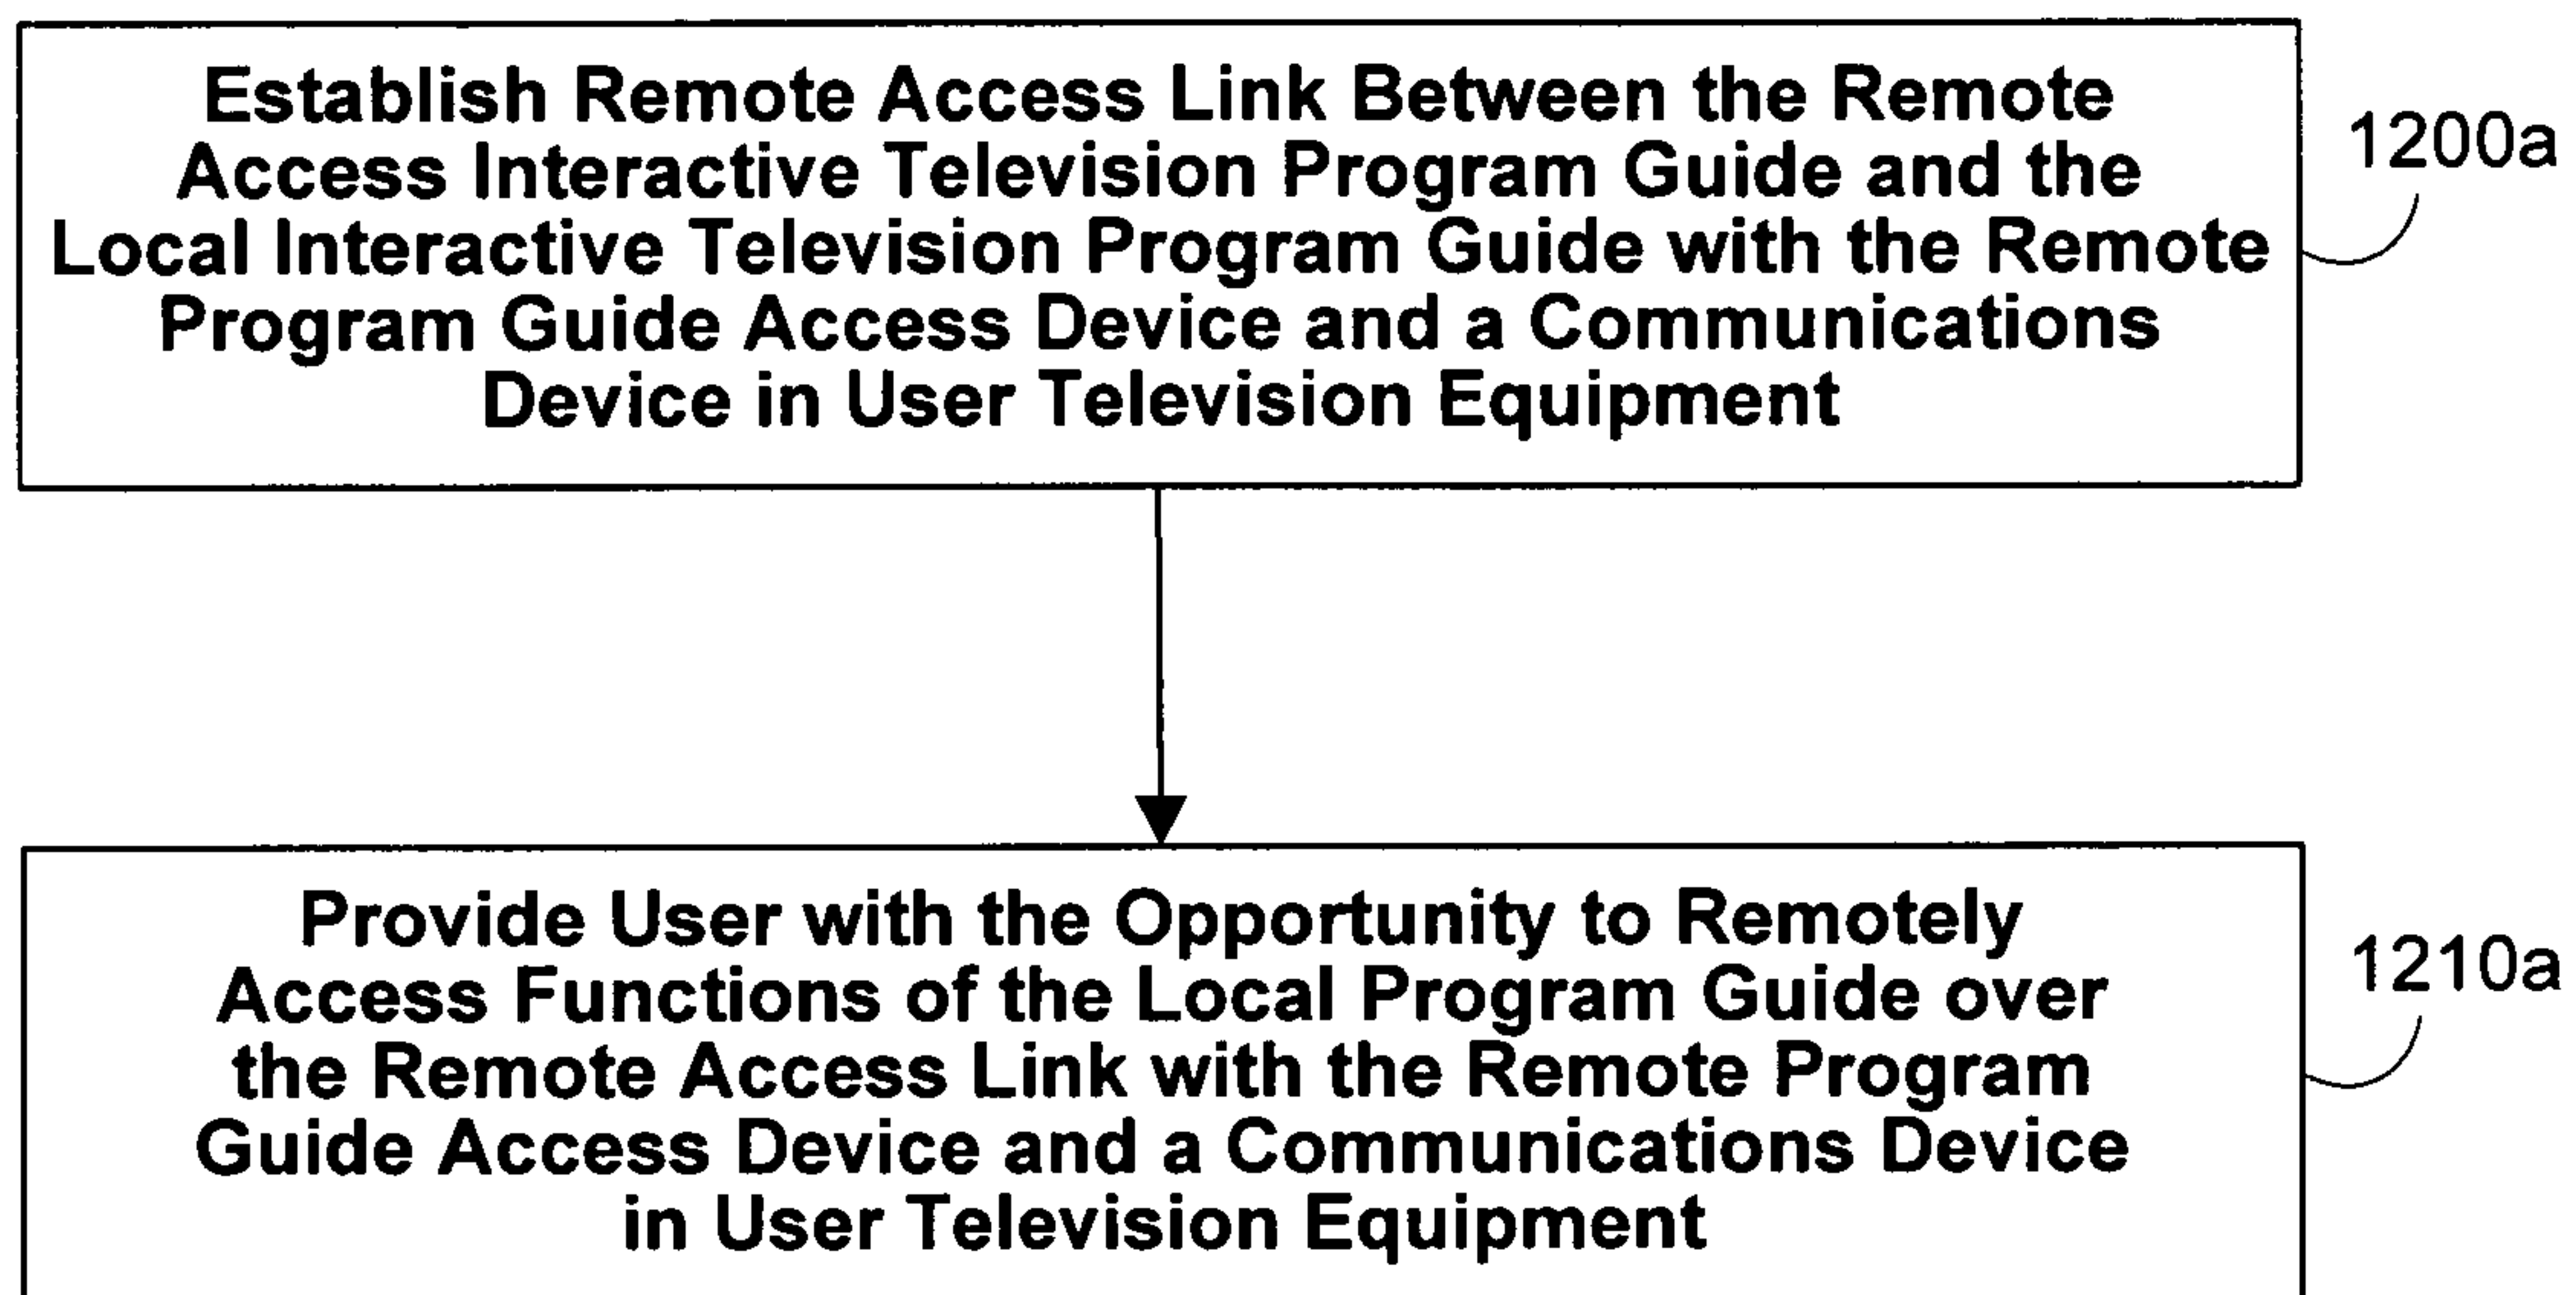 Establish Remote Access Link Between the Remote
Access Interactive Television Program Guide and the
Local Interactive Television Program Guide with the Remote
Program Guide Access Device and a Communications
Device in User Television Equipment
1200a
Provide User with the Opportunity to Remotely
Access Functions of the Local Program Guide over
the Remote Access Link with the Remote Program
Guide Access Device and a Communications Device
in User Television Equipment
1210a